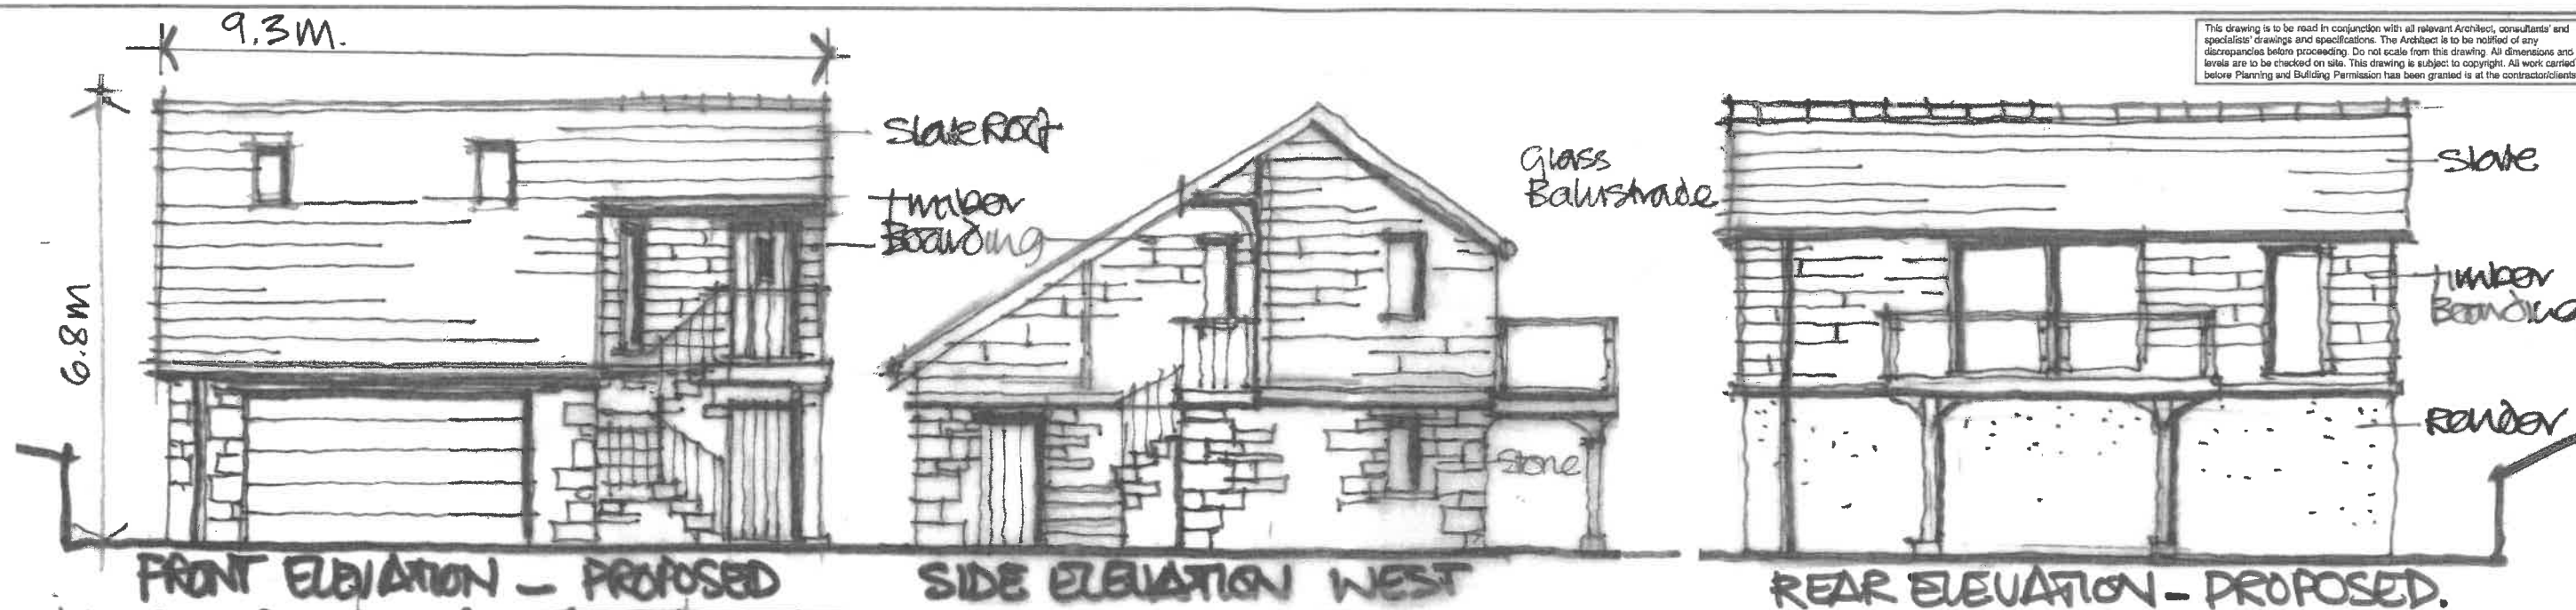 9.3M.
This drawing is to be read in conjunction with all relevant Architect, consultants' and
specialists' drawings and specifications. The Architect is to be notified of any
discrepancies before proceeding. Do not scale from this drawing. All dimensions and
levels are to be checked on site. This drawing is subject to copyright. All work carried
before Planning and Building Permission has been granted is at the contractor/clients
6.8M
Slate Roof
timber
Boarding
Glass
Balustrade
Slate
timber
Boarding
Stone
Render
FRONT ELEVATION - PROPOSED
SIDE ELEVATION WEST
REAR ELEVATION - PROPOSED.